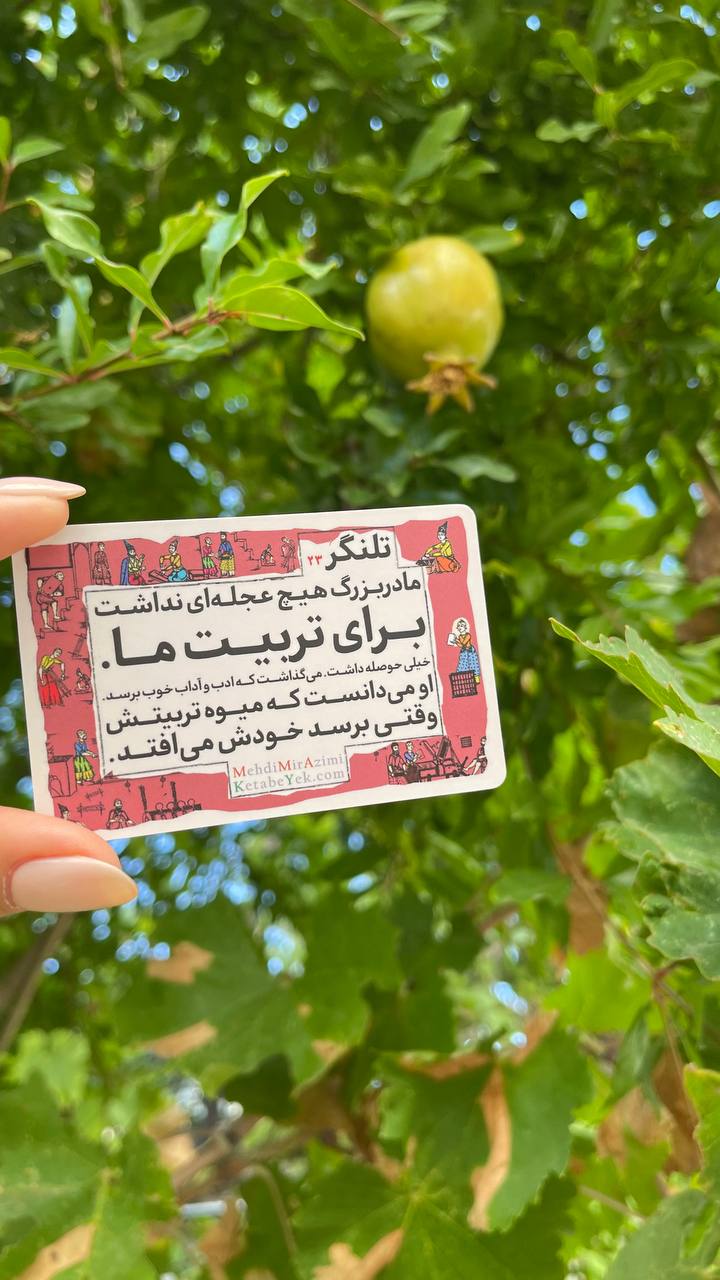 تلنگر ۲۳
مادربزرگ هیچ عجله‌ای نداشت
برای تربیت ما.
خیلی حوصله داشت. می‌گذاشت که ادب و آداب خوب برسد.
او می‌دانست که میوه تربیتش
وقتی برسد خودش می‌افتد.
MehdiMirAzimi
KetabeYek.com